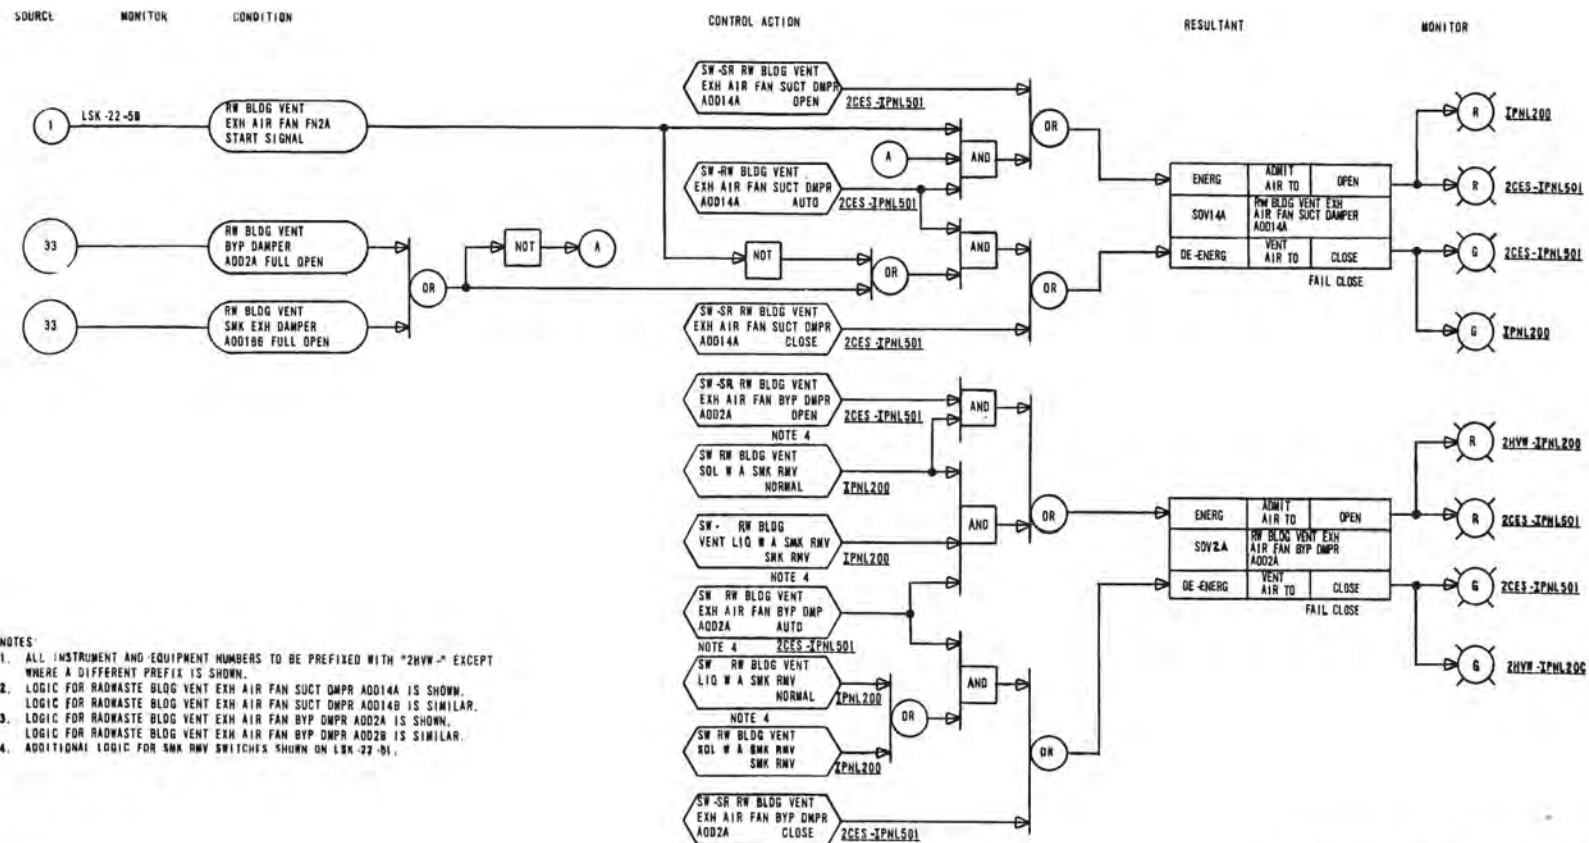 SOURCE MONITOR CONDITION CONTROL ACTION RESULTANT MONITOR
1
LSK-22-5B
RW BLDG VENT
EXH AIR FAN FN2A
START SIGNAL
33
RW BLDG VENT
BYP DAMPER
AOD2A FULL OPEN
33
RW BLDG VENT
SMK EXH DAMPER
AOD186 FULL OPEN
OR
NOT
A
SW-SR RW BLDG VENT
EXH AIR FAN SUCT DMPR
AOD14A OPEN
2CES-IPNL501
A
AND
OR
SW-RW BLDG VENT
EXH AIR FAN SUCT DMPR
AOD14A AUTO
2CES-IPNL501
NOT
OR
AND
OR
SW-SR RW BLDG VENT
EXH AIR FAN SUCT DMPR
AOD14A CLOSE
2CES-IPNL501
ENERG ADMIT AIR TO OPEN
SOV14A
RW BLDG VENT EXH
AIR FAN SUCT DAMPER
AOD14A
DE-ENERG VENT AIR TO CLOSE
FAIL CLOSE
R IPNL200
R 2CES-IPNL501
G 2CES-IPNL501
G IPNL200
SW-SR RW BLDG VENT
EXH AIR FAN BYP DMPR
AOD2A OPEN
2CES-IPNL501
NOTE 4
SW RW BLDG VENT
SOL W A SMK RMV
NORMAL
IPNL200
AND
SW- RW BLDG
VENT LIQ W A SMK RMV
SMK RMV
IPNL200
AND
OR
NOTE 4
SW RW BLDG VENT
EXH AIR FAN BYP DMP
AOD2A AUTO
2CES-IPNL501
NOTE 4
SW RW BLDG VENT
LIQ W A SMK RMV
NORMAL
IPNL200
NOTE 4
SW RW BLDG VENT
SOL W A SMK RMV
SMK RMV
IPNL200
OR
AND
OR
SW-SR RW BLDG VENT
EXH AIR FAN BYP DMPR
AOD2A CLOSE
2CES-IPNL501
ENERG ADMIT AIR TO OPEN
SOV2A
RW BLDG VENT EXH
AIR FAN BYP DMPR
AOD2A
DE-ENERG VENT AIR TO CLOSE
FAIL CLOSE
R 2HVW-IPNL200
R 2CES-IPNL501
G 2CES-IPNL501
G 2HVW-IPNL200
NOTES
1. ALL INSTRUMENT AND EQUIPMENT NUMBERS TO BE PREFIXED WITH "2HVW-" EXCEPT
WHERE A DIFFERENT PREFIX IS SHOWN.
2. LOGIC FOR RADWASTE BLDG VENT EXH AIR FAN SUCT DMPR AOD14A IS SHOWN.
LOGIC FOR RADWASTE BLDG VENT EXH AIR FAN SUCT DMPR AOD14B IS SIMILAR.
3. LOGIC FOR RADWASTE BLDG VENT EXH AIR FAN BYP DMPR AOD2A IS SHOWN.
LOGIC FOR RADWASTE BLDG VENT EXH AIR FAN BYP DMPR AOD2B IS SIMILAR.
4. ADDITIONAL LOGIC FOR SMK RMV SWITCHES SHOWN ON LSK-22-